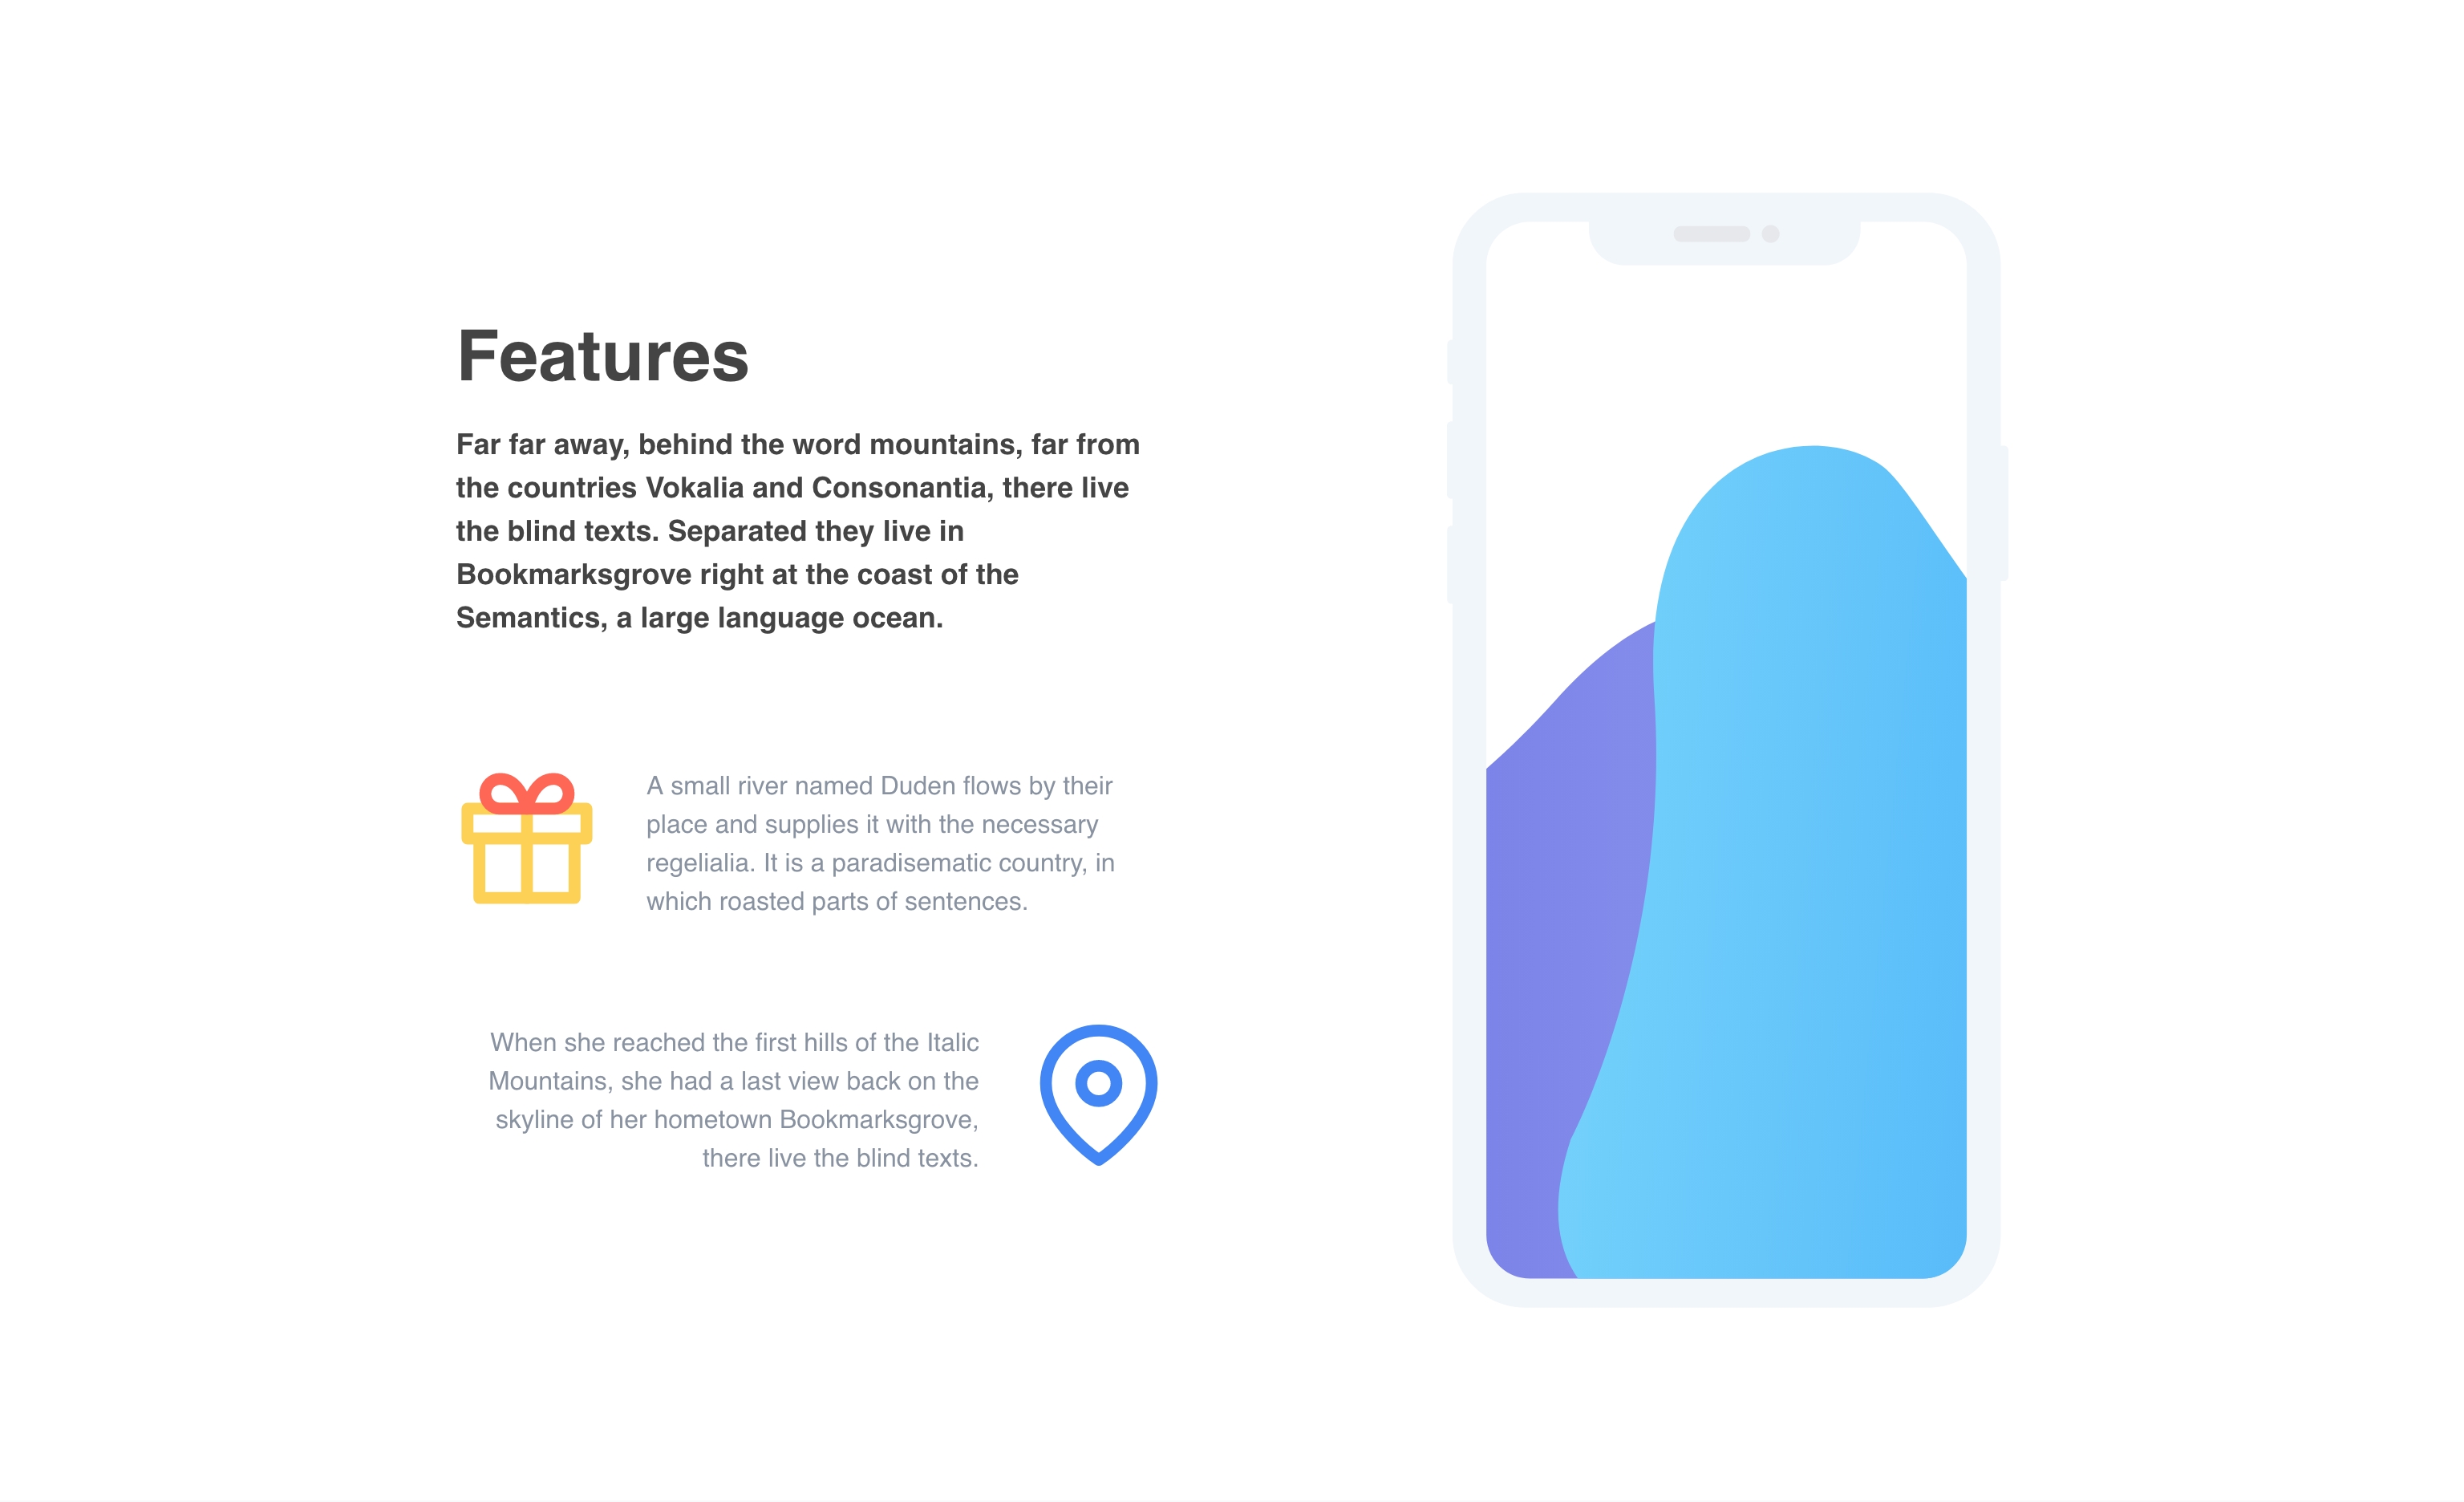 Features
Far far away, behind the word mountains, far from
the countries Vokalia and Consonantia, there live
the blind texts. Separated they live in
Bookmarksgrove right at the coast of the
Semantics, a large language ocean.
A small river named Duden flows by their
place and supplies it with the necessary
regelialia. It is a paradisematic country, in
which roasted parts of sentences.
When she reached the first hills of the Italic
Mountains, she had a last view back on the
skyline of her hometown Bookmarksgrove,
there live the blind texts.